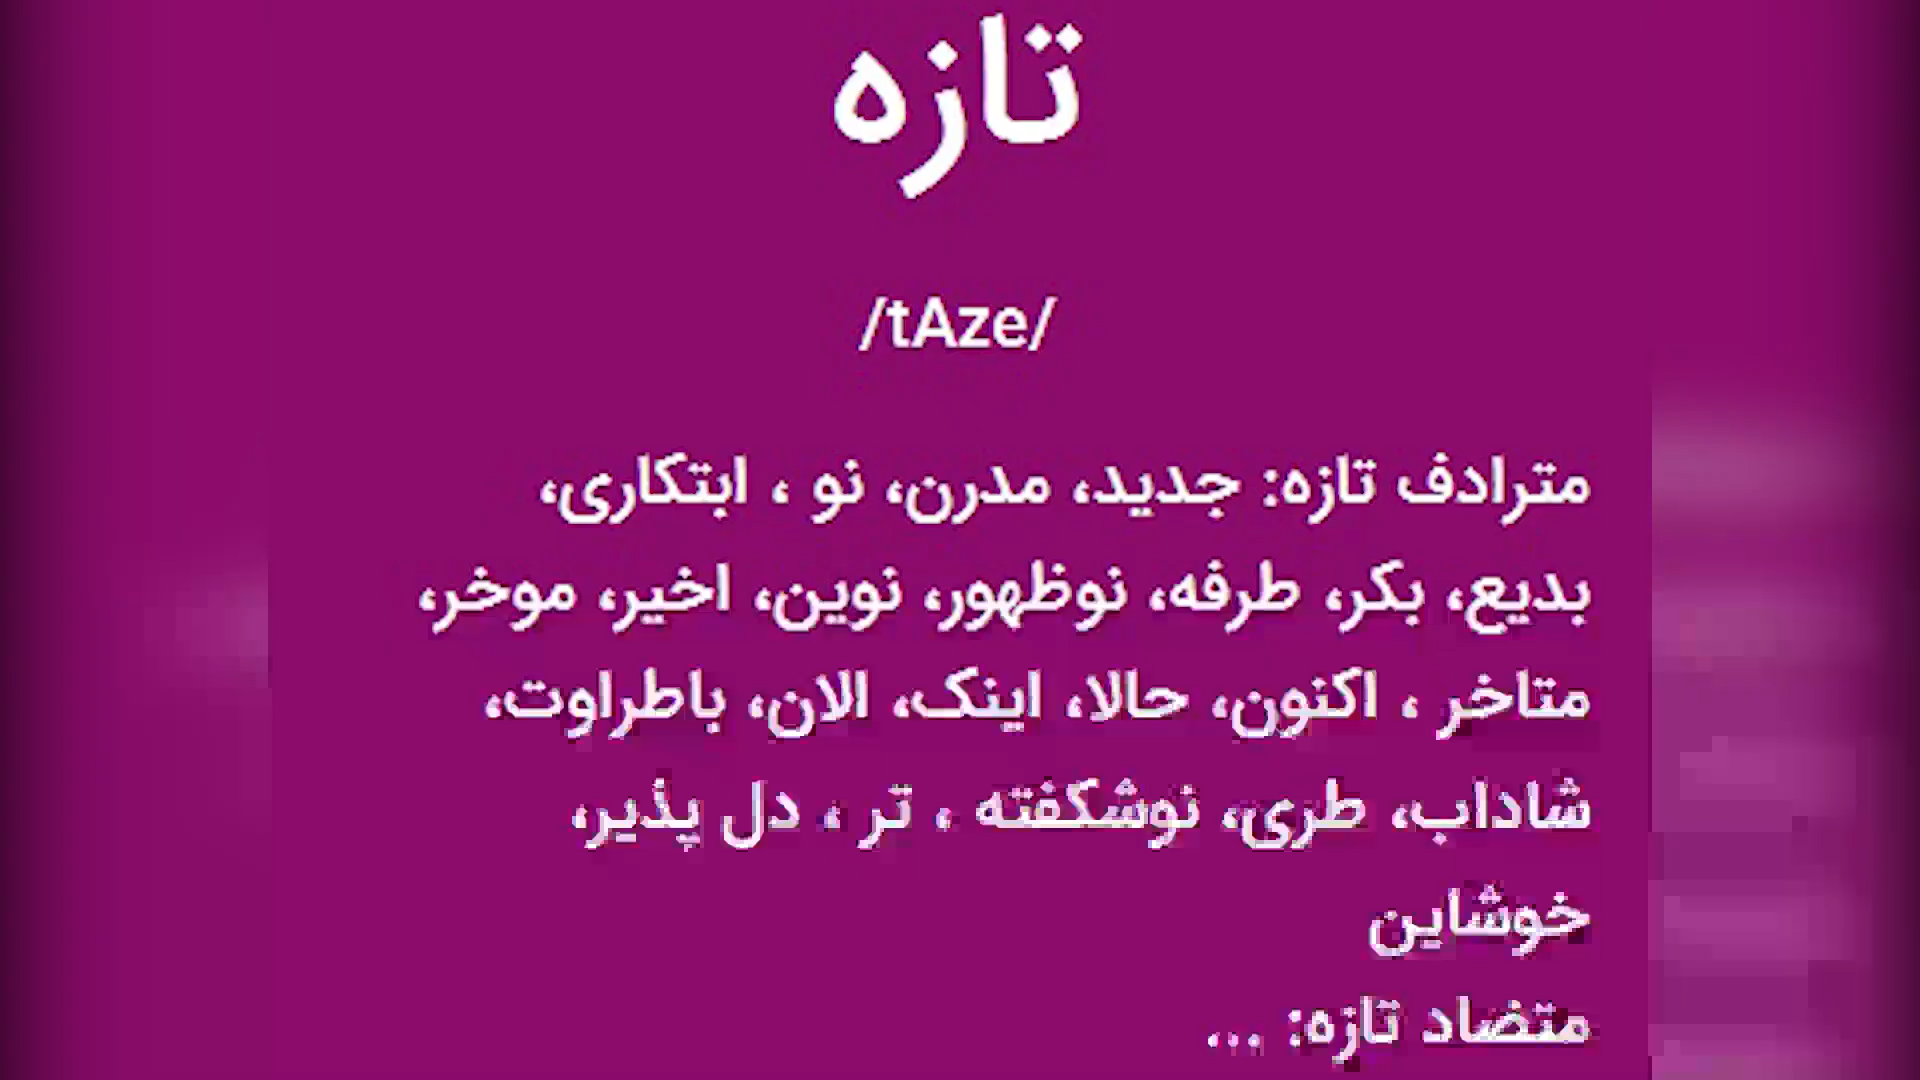 تازه
/tAze/
مترادف تازه: جدید، مدرن، نو ، ابتکاری،
بدیع، بکر، طرفه، نوظهور، نوین، اخیر، موخر،
متاخر ، اکنون، حالا، اینک، الان، باطراوت،
شاداب، طری، نوشکفته ، تر ، دل پذیر،
خوشاین
متضاد تازه: ...